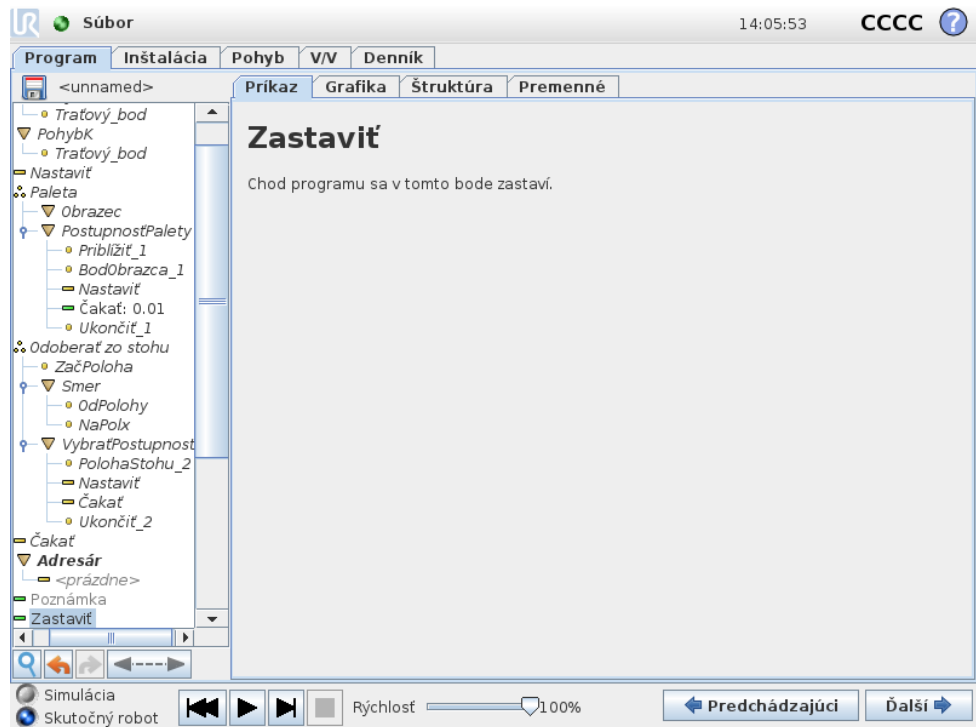 UR Súbor 14:05:53 CCCC ?
Program Inštalácia Pohyb V/V Denník
<unnamed> Príkaz Grafika Štruktúra Premenné
Traťový_bod
PohybK
Traťový_bod
Nastaviť
Paleta
Obrazec
PostupnosťPalety
Priblížiť_1
BodObrazca_1
Nastaviť
Čakať: 0.01
Ukončiť_1
Odoberať zo stohu
ZačPoloha
Smer
OdPolohy
NaPolx
VybraťPostupnost
PolohaStohu_2
Nastaviť
Čakať
Ukončiť_2
Čakať
Adresár
<prázdne>
Poznámka
Zastaviť
Zastaviť
Chod programu sa v tomto bode zastaví.
Simulácia
Skutočný robot
Rýchlosť 100%
Predchádzajúci Ďalší